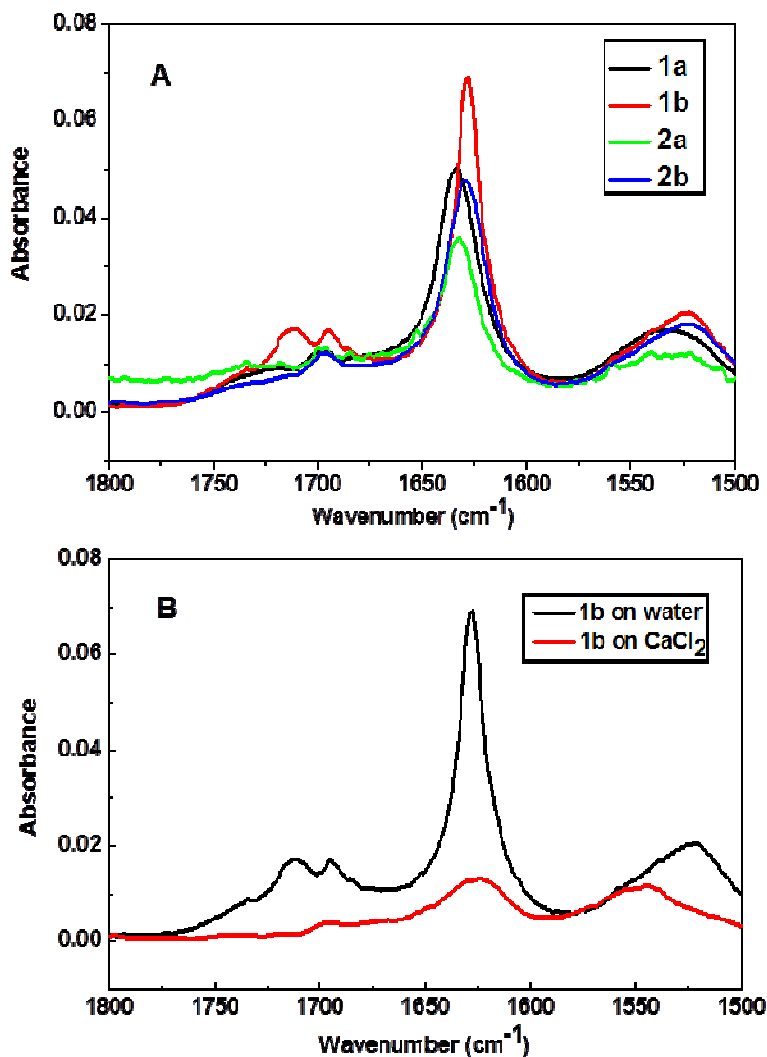 A
1a
1b
2a
2b
0.08
0.06
0.04
0.02
0.00
Absorbance
1800 1750 1700 1650 1600 1550 1500
Wavenumber (cm⁻¹)
B
1b on water
1b on CaCl₂
0.08
0.06
0.04
0.02
0.00
Absorbance
1800 1750 1700 1650 1600 1550 1500
Wavenumber (cm⁻¹)